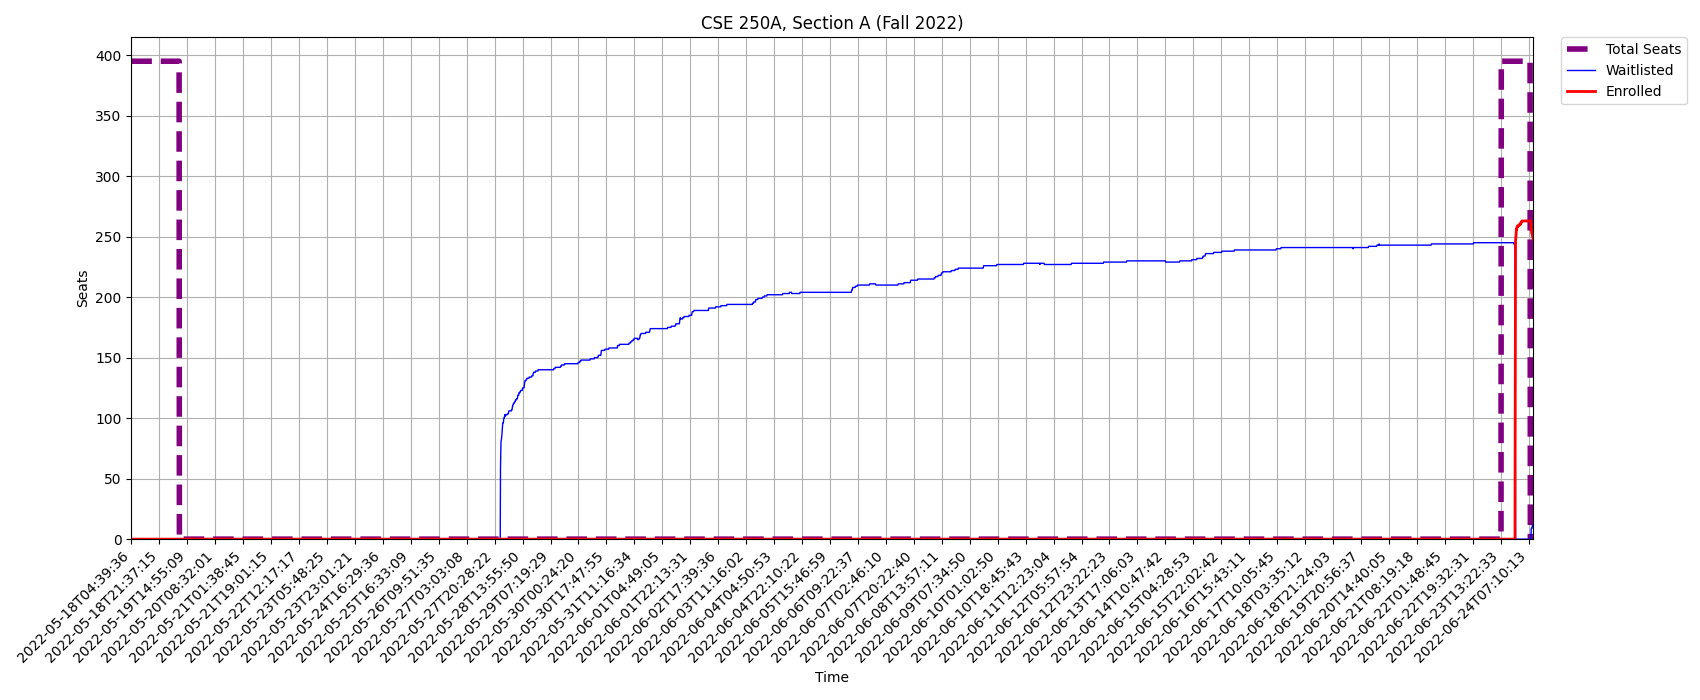 CSE 250A, Section A (Fall 2022)
Total Seats
Waitlisted
Enrolled
Seats
400
350
300
250
200
150
100
50
0
2022-05-18T04:39:36
2022-05-18T21:37:15
2022-05-19T14:55:09
2022-05-20T08:32:01
2022-05-21T01:38:45
2022-05-21T19:01:15
2022-05-22T12:17:17
2022-05-23T05:48:25
2022-05-23T23:01:21
2022-05-24T16:29:36
2022-05-25T16:33:09
2022-05-26T09:51:35
2022-05-27T03:03:08
2022-05-27T20:28:22
2022-05-28T13:55:50
2022-05-29T07:19:29
2022-05-30T00:24:20
2022-05-30T17:47:55
2022-05-31T11:16:34
2022-06-01T04:49:05
2022-06-01T22:13:31
2022-06-02T17:39:36
2022-06-03T11:16:02
2022-06-04T04:50:53
2022-06-04T22:10:22
2022-06-05T15:46:59
2022-06-06T09:22:37
2022-06-07T02:46:10
2022-06-07T20:22:40
2022-06-08T13:57:11
2022-06-09T07:34:50
2022-06-10T01:02:50
2022-06-10T18:45:43
2022-06-11T12:23:04
2022-06-12T05:57:54
2022-06-12T23:22:23
2022-06-13T17:06:03
2022-06-14T10:47:42
2022-06-15T04:28:53
2022-06-15T22:02:42
2022-06-16T15:43:11
2022-06-17T10:05:45
2022-06-18T03:35:12
2022-06-18T21:24:03
2022-06-19T20:56:37
2022-06-20T14:40:05
2022-06-21T08:19:18
2022-06-22T01:48:45
2022-06-22T19:32:31
2022-06-23T13:22:33
2022-06-24T07:10:13
Time